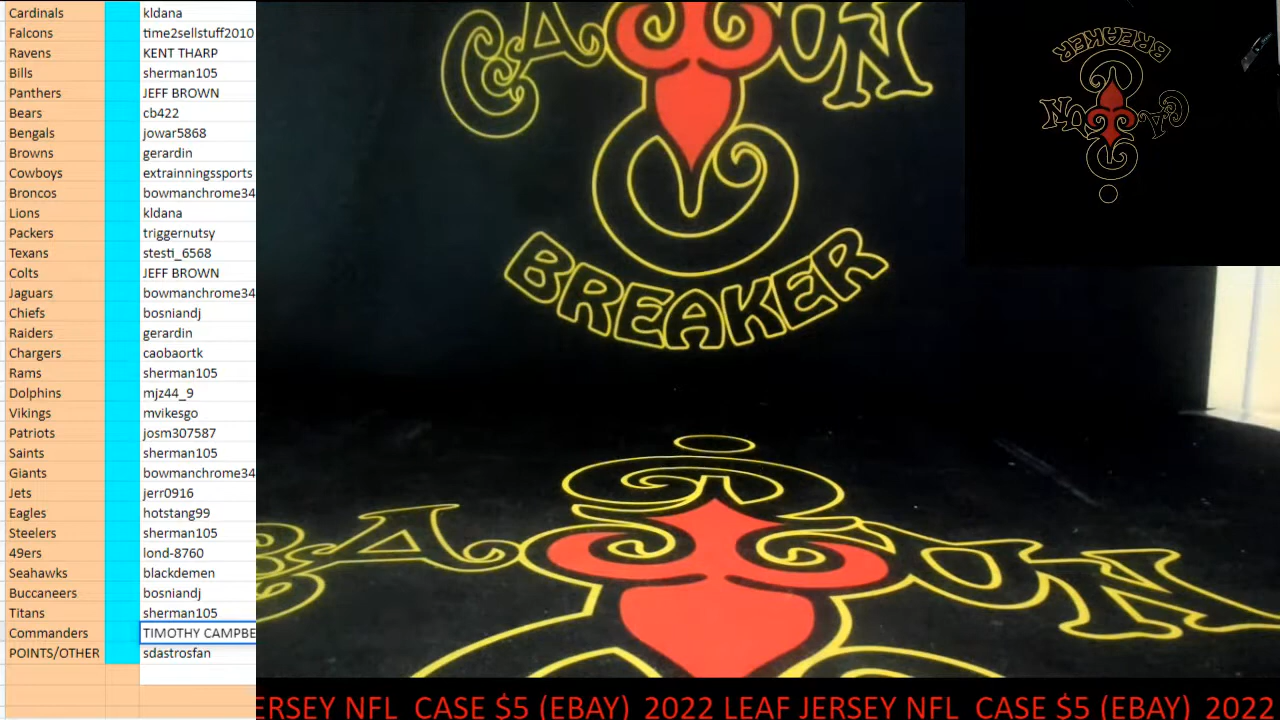 Cardinals kldana
Falcons time2sellstuff2010
Ravens KENT THARP
Bills sherman105
Panthers JEFF BROWN
Bears cb422
Bengals jowar5868
Browns gerardin
Cowboys extrainningssports
Broncos bowmanchrome34
Lions kldana
Packers triggernutsy
Texans stesti_6568
Colts JEFF BROWN
Jaguars bowmanchrome34
Chiefs bosniandj
Raiders gerardin
Chargers caobaortk
Rams sherman105
Dolphins mjz44_9
Vikings mvikesgo
Patriots josm307587
Saints sherman105
Giants bowmanchrome34
Jets jerr0916
Eagles hotstang99
Steelers sherman105
49ers lond-8760
Seahawks blackdemen
Buccaneers bosniandj
Titans sherman105
Commanders TIMOTHY CAMPBE
POINTS/OTHER sdastrosfan
CAJUN
BREAKER
BREAKER
CAJUN
CAJUN
ERSEY NFL CASE $5 (EBAY) 2022 LEAF JERSEY NFL CASE $5 (EBAY) 2022